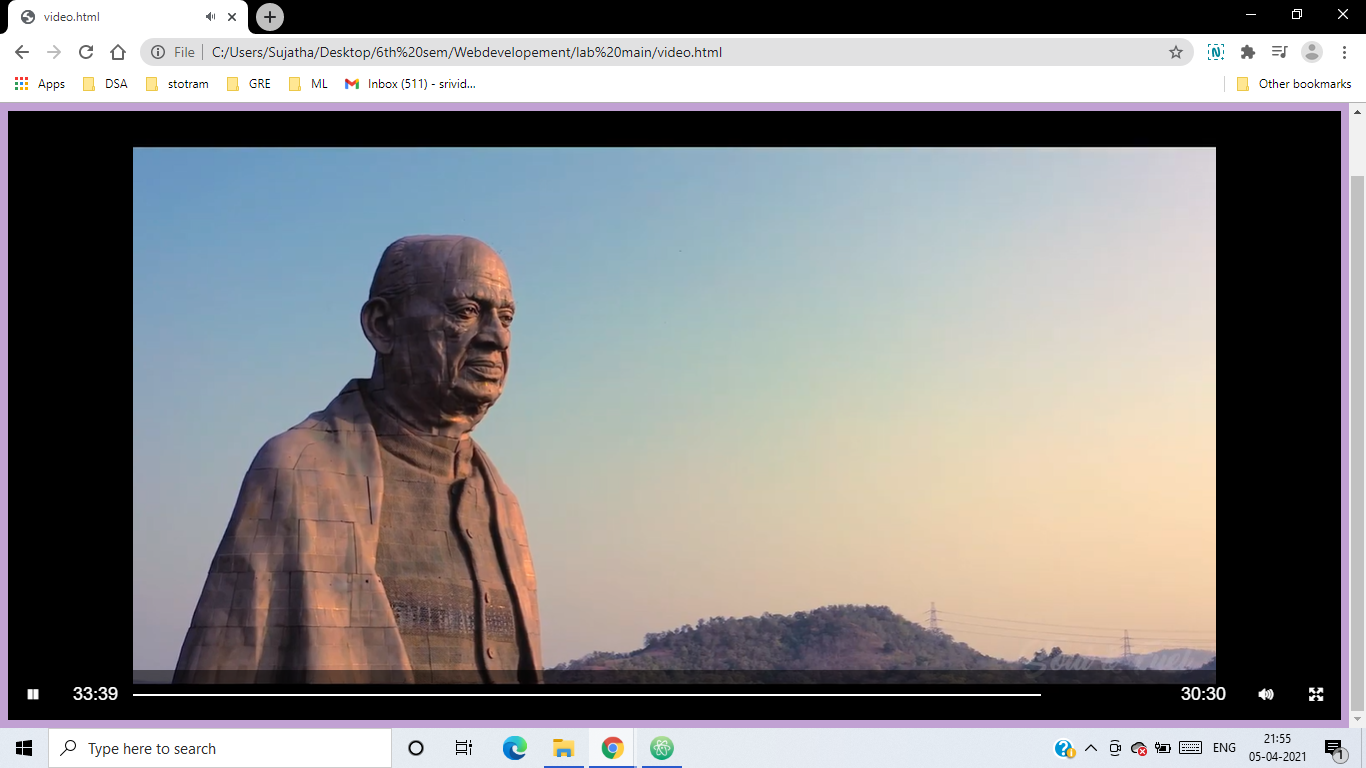 video.html
File C:/Users/Sujatha/Desktop/6th%20sem/Webdevelopement/lab%20main/video.html
Apps DSA stotram GRE ML Inbox (511) - srivid... Other bookmarks
33:39 30:30
Type here to search ENG 21:55
05-04-2021 1